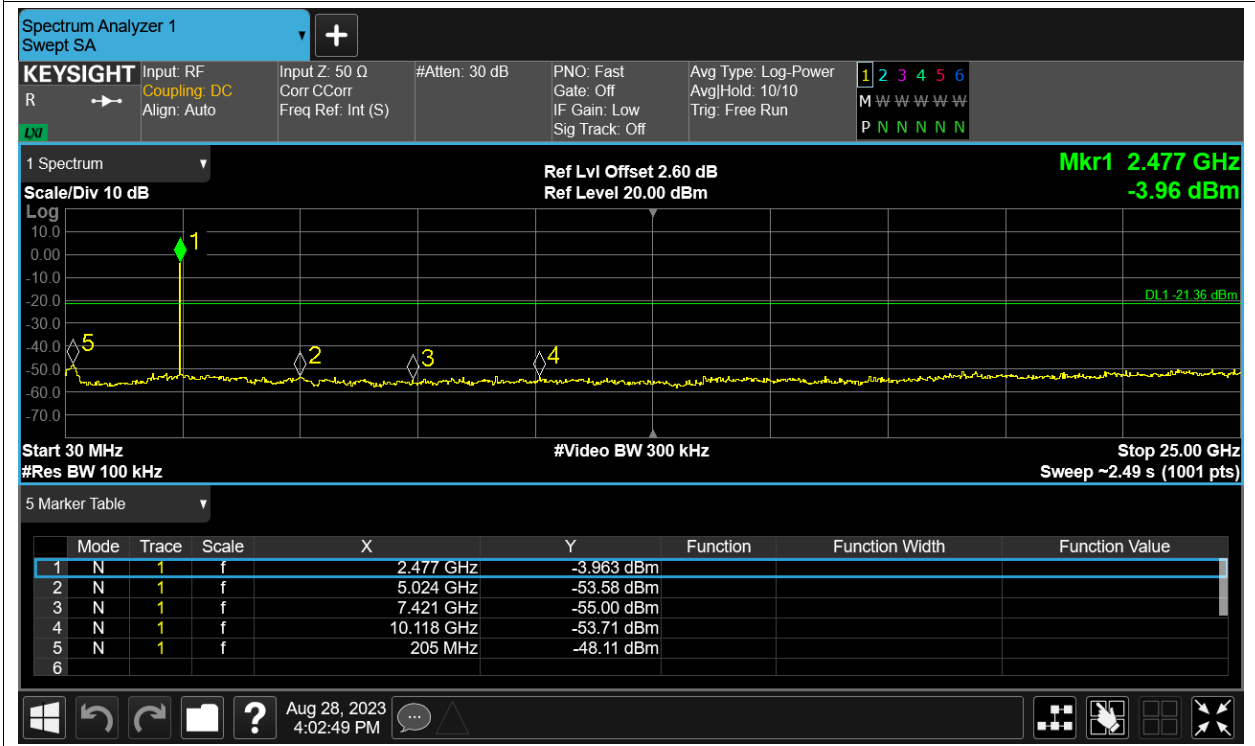 Spectrum Analyzer 1
Swept SA
+
KEYSIGHT Input: RF Input Z: 50 Ω #Atten: 30 dB PNO: Fast Avg Type: Log-Power 1 2 3 4 5 6
R Coupling: DC Corr CCorr Gate: Off Avg|Hold: 10/10 M W W W W W
Align: Auto Freq Ref: Int (S) IF Gain: Low Trig: Free Run
LXI Sig Track: Off P N N N N N
1 Spectrum Ref Lvl Offset 2.60 dB Mkr1 2.477 GHz
Scale/Div 10 dB Ref Level 20.00 dBm -3.96 dBm
Log
10.0
1
0.00
-10.0
-20.0
DL1 -21.36 dBm
-30.0
-40.0
5
2
3
4
-50.0
-60.0
-70.0
Start 30 MHz #Video BW 300 kHz Stop 25.00 GHz
#Res BW 100 kHz Sweep ~2.49 s (1001 pts)
5 Marker Table
Mode Trace Scale X Y Function Function Width Function Value
1 N 1 f 2.477 GHz -3.963 dBm
2 N 1 f 5.024 GHz -53.58 dBm
3 N 1 f 7.421 GHz -55.00 dBm
4 N 1 f 10.118 GHz -53.71 dBm
5 N 1 f 205 MHz -48.11 dBm
6
? Aug 28, 2023
4:02:49 PM